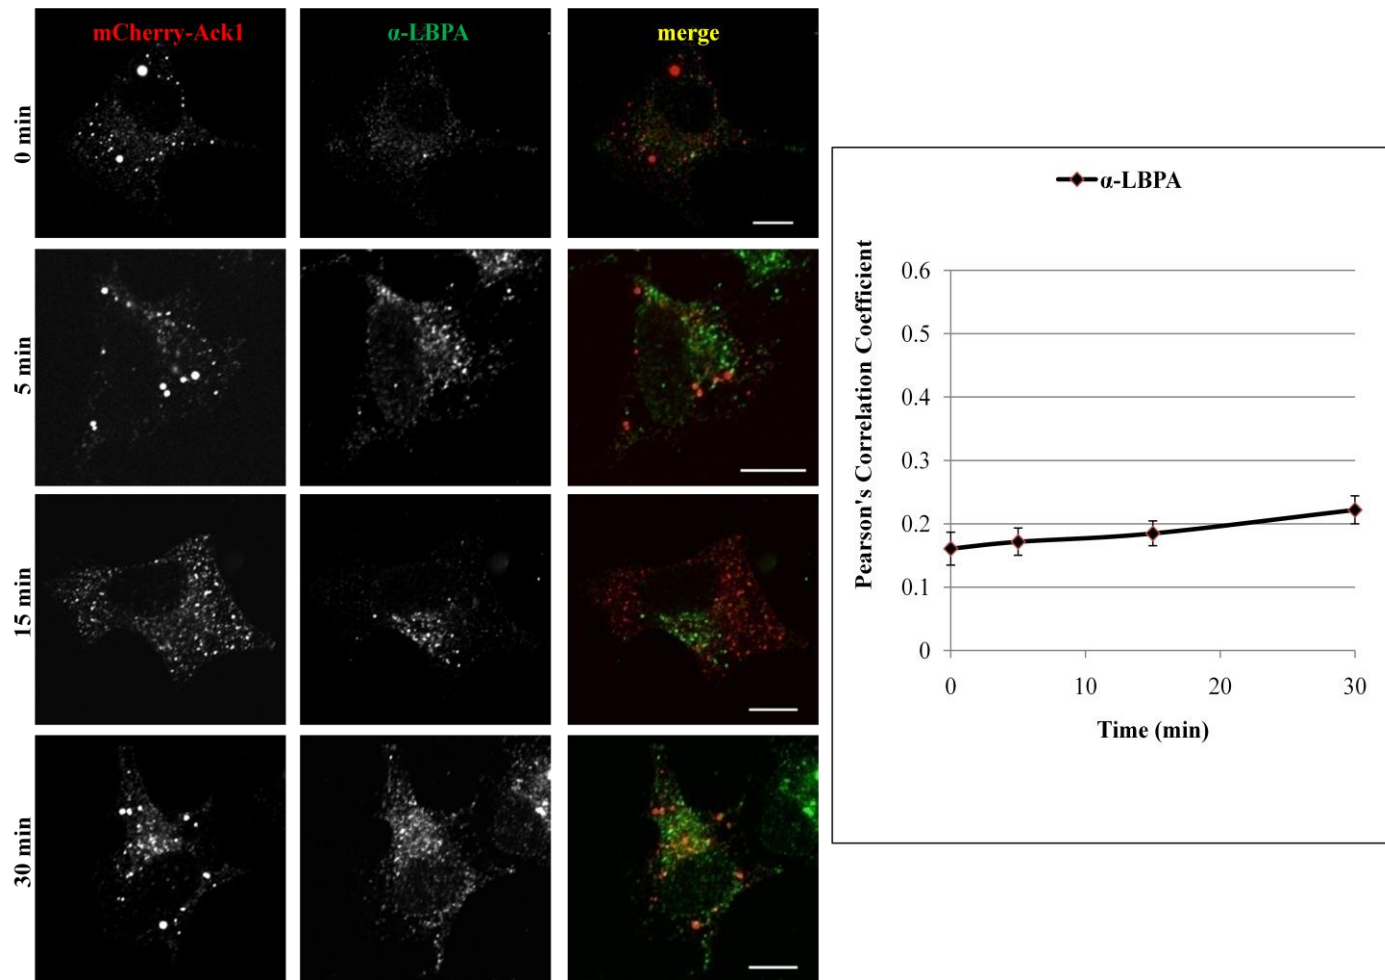 mCherry-Ack1
α-LBPA
merge
0 min
5 min
15 min
30 min
α-LBPA
Pearson's Correlation Coefficient
0.6
0.5
0.4
0.3
0.2
0.1
0
0
10
20
30
Time (min)